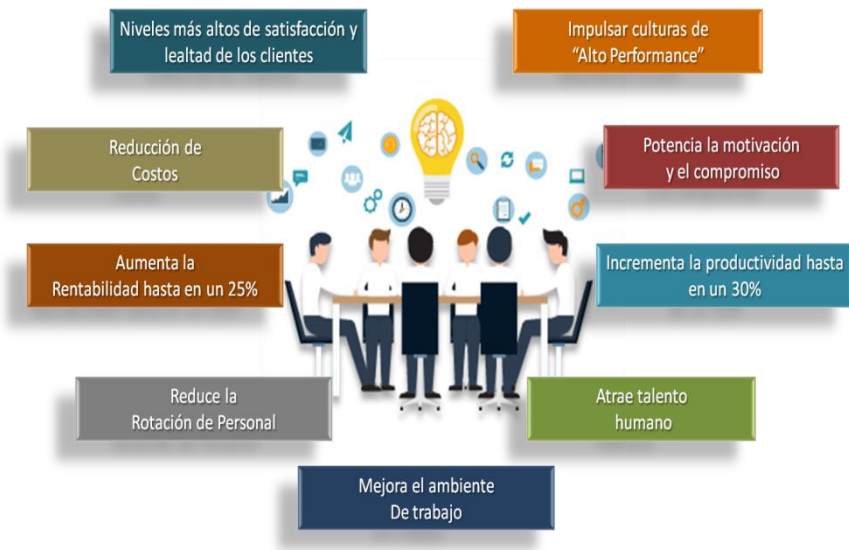 Niveles más altos de satisfacción y
lealtad de los clientes
Impulsar culturas de
“Alto Performance”
Reducción de
Costos
Potencia la motivación
y el compromiso
Aumenta la
Rentabilidad hasta en un 25%
Incrementa la productividad hasta
en un 30%
Reduce la
Rotación de Personal
Atrae talento
humano
Mejora el ambiente
De trabajo